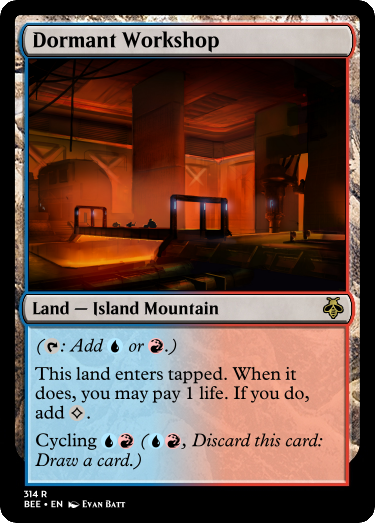 Dormant Workshop
Land — Island Mountain
(: Add or .)
This land enters tapped. When it
does, you may pay 1 life. If you do,
add .
Cycling (, Discard this card:
Draw a card.)
314 R
BEE • EN Evan Batt